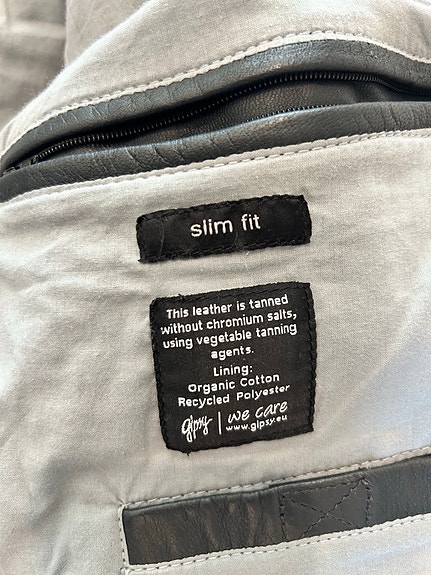 slim fit
This leather is tanned
without chromium salts,
using vegetable tanning
agents.
Lining:
Organic Cotton
Recycled Polyester
gipsy | we care
www.gipsy.eu